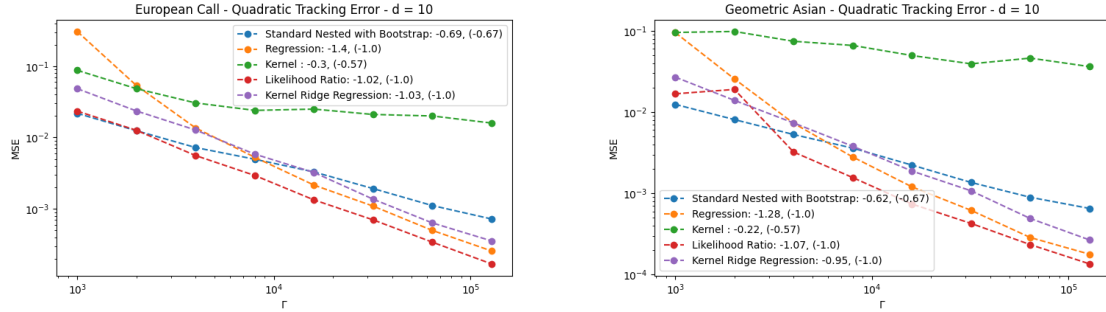 European Call - Quadratic Tracking Error - d = 10
MSE
10⁻¹
10⁻²
10⁻³
Standard Nested with Bootstrap: -0.69, (-0.67)
Regression: -1.4, (-1.0)
Kernel : -0.3, (-0.57)
Likelihood Ratio: -1.02, (-1.0)
Kernel Ridge Regression: -1.03, (-1.0)
10³
10⁴
10⁵
Γ
Geometric Asian - Quadratic Tracking Error - d = 10
MSE
10⁻¹
10⁻²
10⁻³
10⁻⁴
Standard Nested with Bootstrap: -0.62, (-0.67)
Regression: -1.28, (-1.0)
Kernel : -0.22, (-0.57)
Likelihood Ratio: -1.07, (-1.0)
Kernel Ridge Regression: -0.95, (-1.0)
10³
10⁴
10⁵
Γ